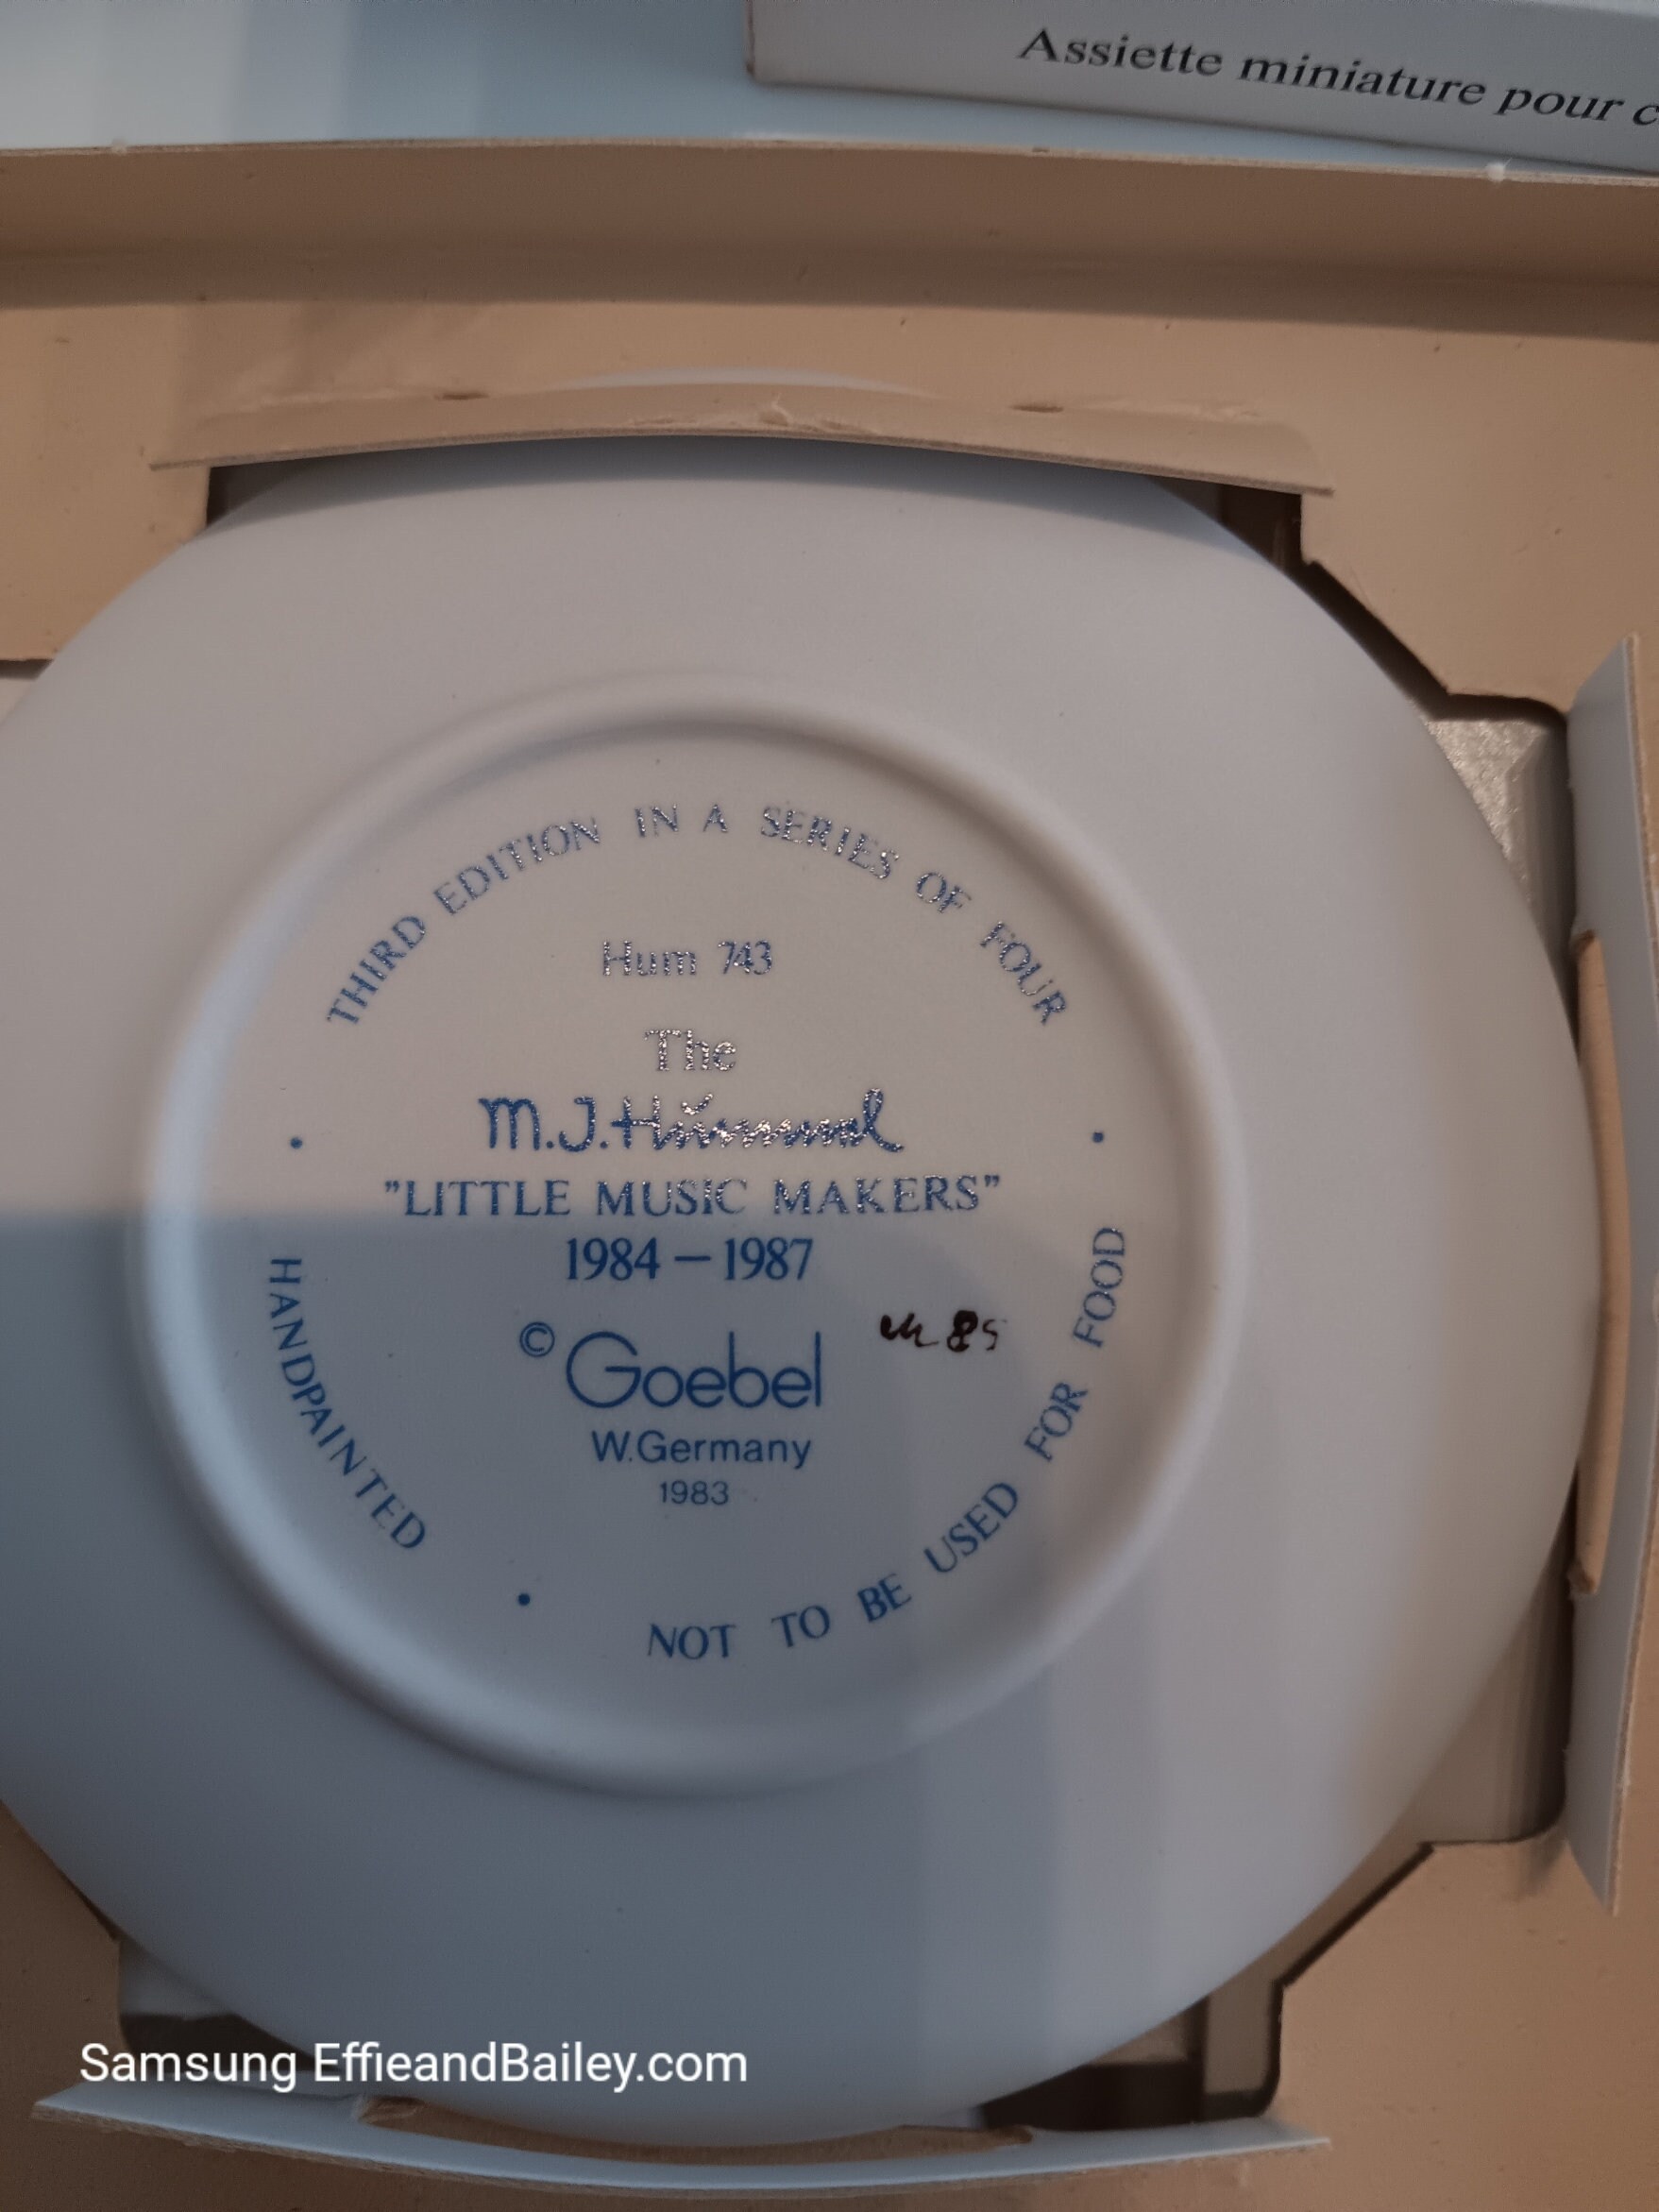 Assiette miniature pour c
THIRD EDITION IN A SERIES OF FOUR
Hum 743
The
M.J.Hummel
"LITTLE MUSIC MAKERS"
1984 – 1987
© Goebel
85
W.Germany
1983
HANDPAINTED
NOT TO BE USED FOR FOOD
Samsung EffieandBailey.com